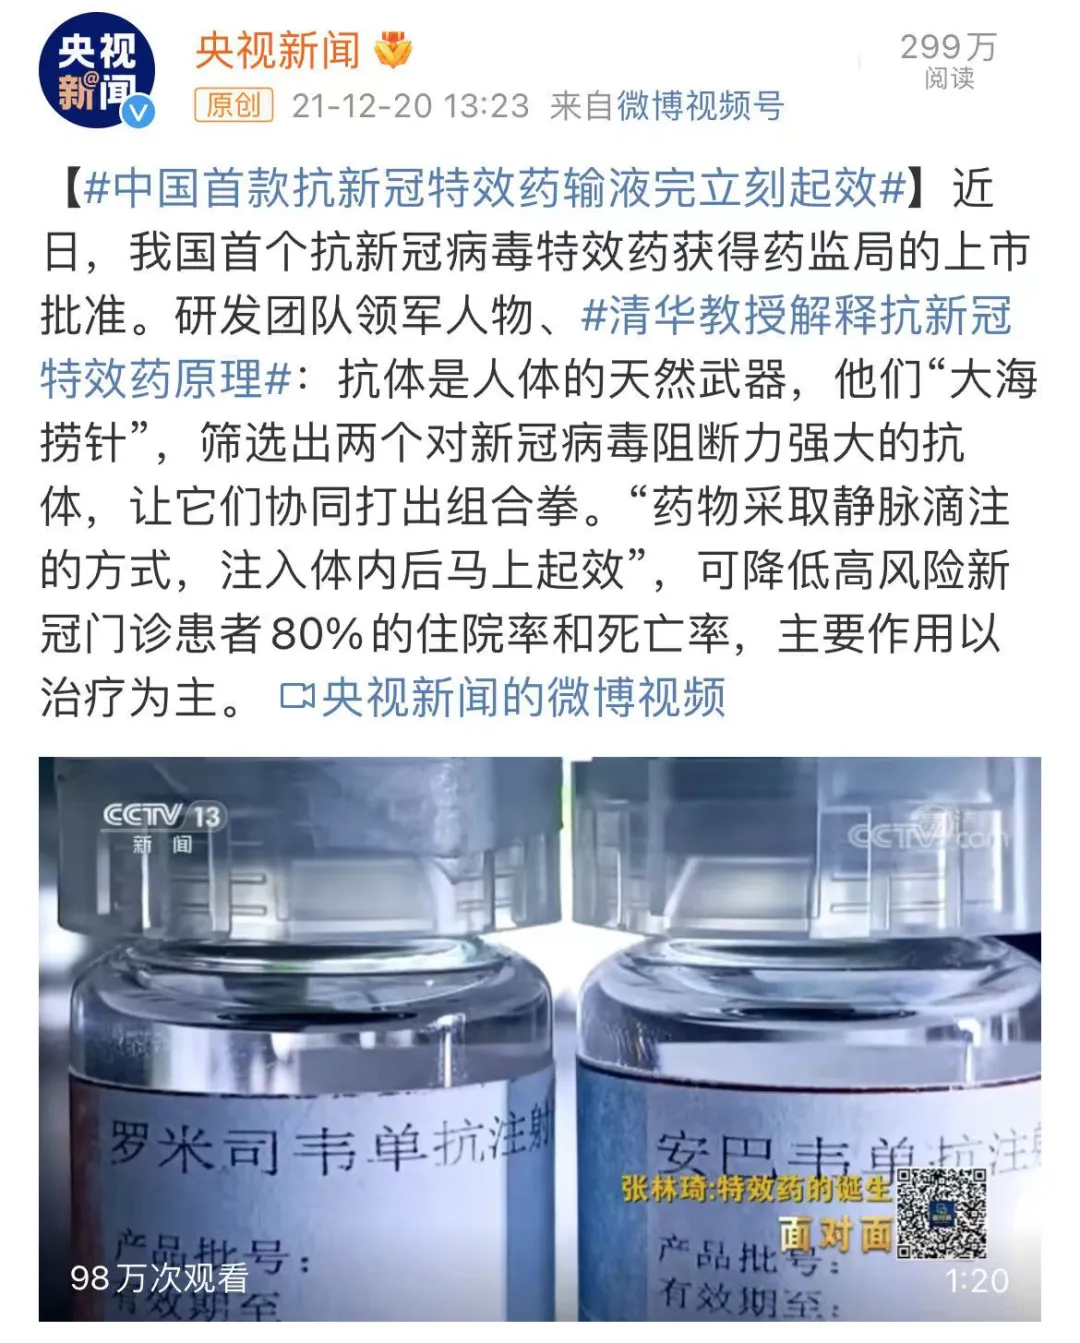 央视
新@闻
央视新闻
299万
阅读
原创 21-12-20 13:23 来自微博视频号
【#中国首款抗新冠特效药输液完立刻起效#】近
日，我国首个抗新冠病毒特效药获得药监局的上市
批准。研发团队领军人物、#清华教授解释抗新冠
特效药原理#：抗体是人体的天然武器，他们“大海
捞针”，筛选出两个对新冠病毒阻断力强大的抗
体，让它们协同打出组合拳。“药物采取静脉滴注
的方式，注入体内后马上起效”，可降低高风险新
冠门诊患者80%的住院率和死亡率，主要作用以
治疗为主。 央视新闻的微博视频
CCTV 13
新闻
CCTV.com
罗米司韦单抗注射
产品批号：
有效期至
安巴韦单抗注射
产品批号：
有效期至：
张林琦:特效药的诞生
面对面
98万次观看
1:20